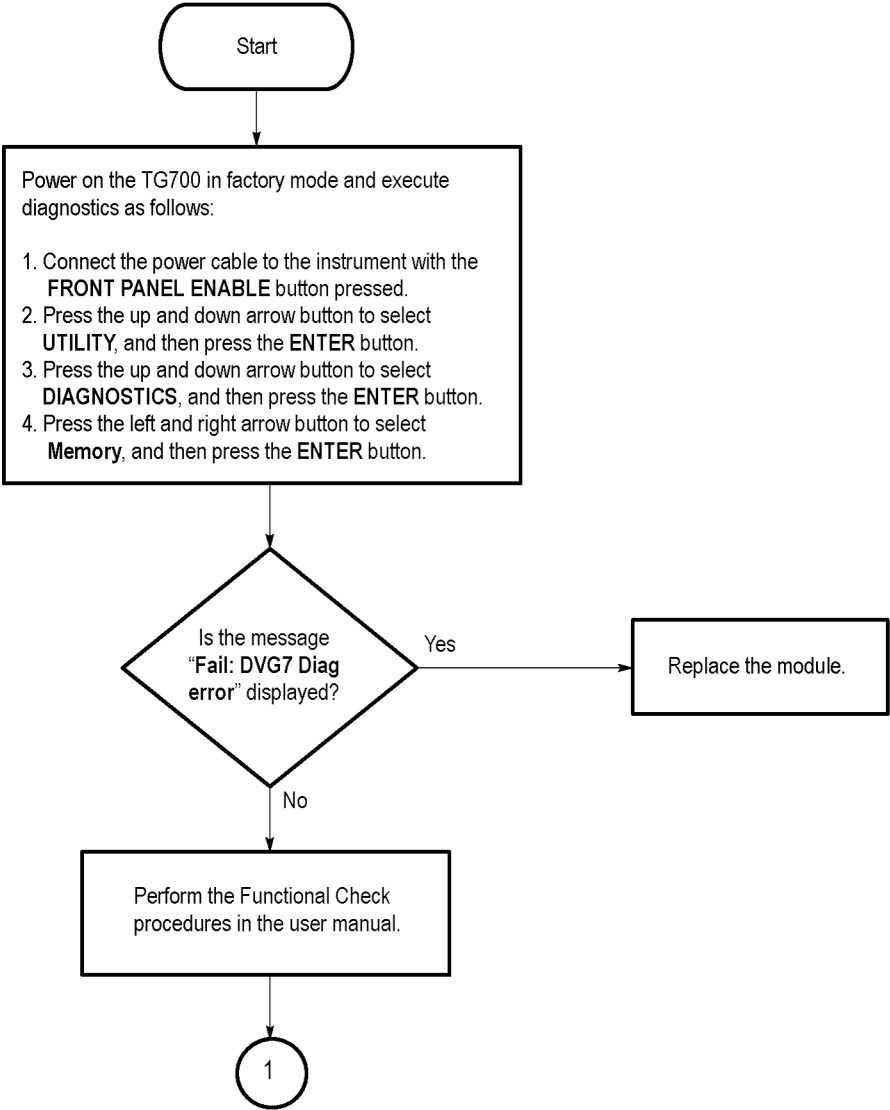 Start
Power on the TG700 in factory mode and execute
diagnostics as follows:
1. Connect the power cable to the instrument with the
FRONT PANEL ENABLE button pressed.
2. Press the up and down arrow button to select
UTILITY, and then press the ENTER button.
3. Press the up and down arrow button to select
DIAGNOSTICS, and then press the ENTER button.
4. Press the left and right arrow button to select
Memory, and then press the ENTER button.
Is the message
“Fail: DVG7 Diag
error” displayed?
Yes
Replace the module.
No
Perform the Functional Check
procedures in the user manual.
1